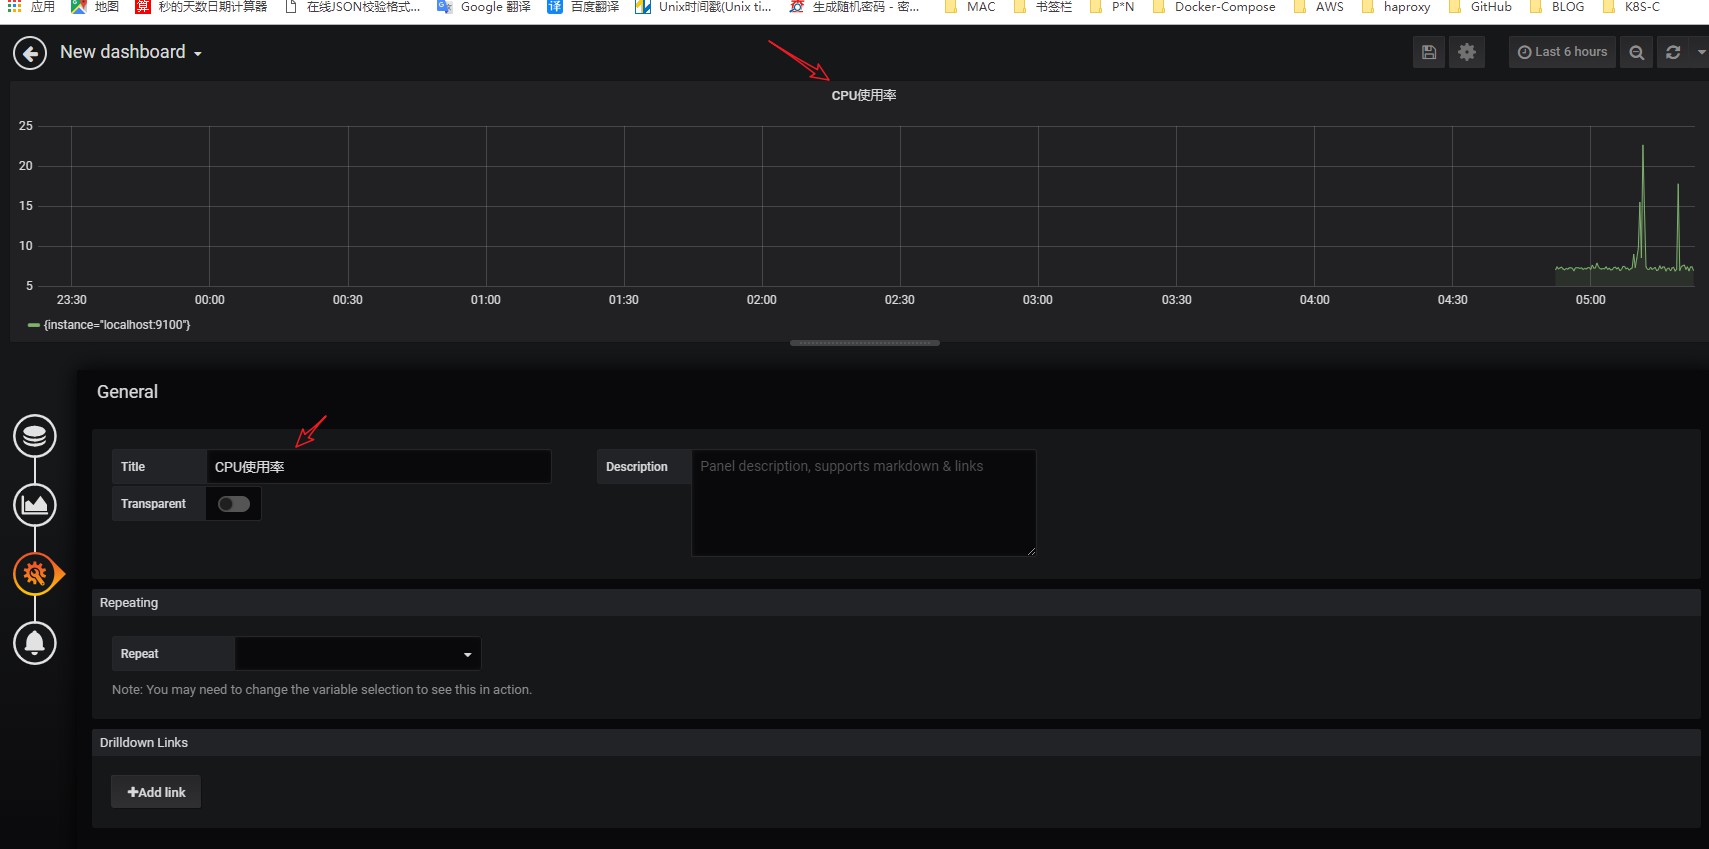 应用 地图 算 秒的天数日期计算器 在线JSON校验格式... Google 翻译 译 百度翻译 Unix时间戳(Unix ti... 生成随机密码 - 密... MAC 书签栏 P*N Docker-Compose AWS haproxy GitHub BLOG K8S-C
New dashboard Last 6 hours
CPU使用率
25
20
15
10
5
23:30 00:00 00:30 01:00 01:30 02:00 02:30 03:00 03:30 04:00 04:30 05:00
{instance="localhost:9100"}
General
Title CPU使用率 Description Panel description, supports markdown & links
Transparent
Repeating
Repeat
Note: You may need to change the variable selection to see this in action.
Drilldown Links
+Add link